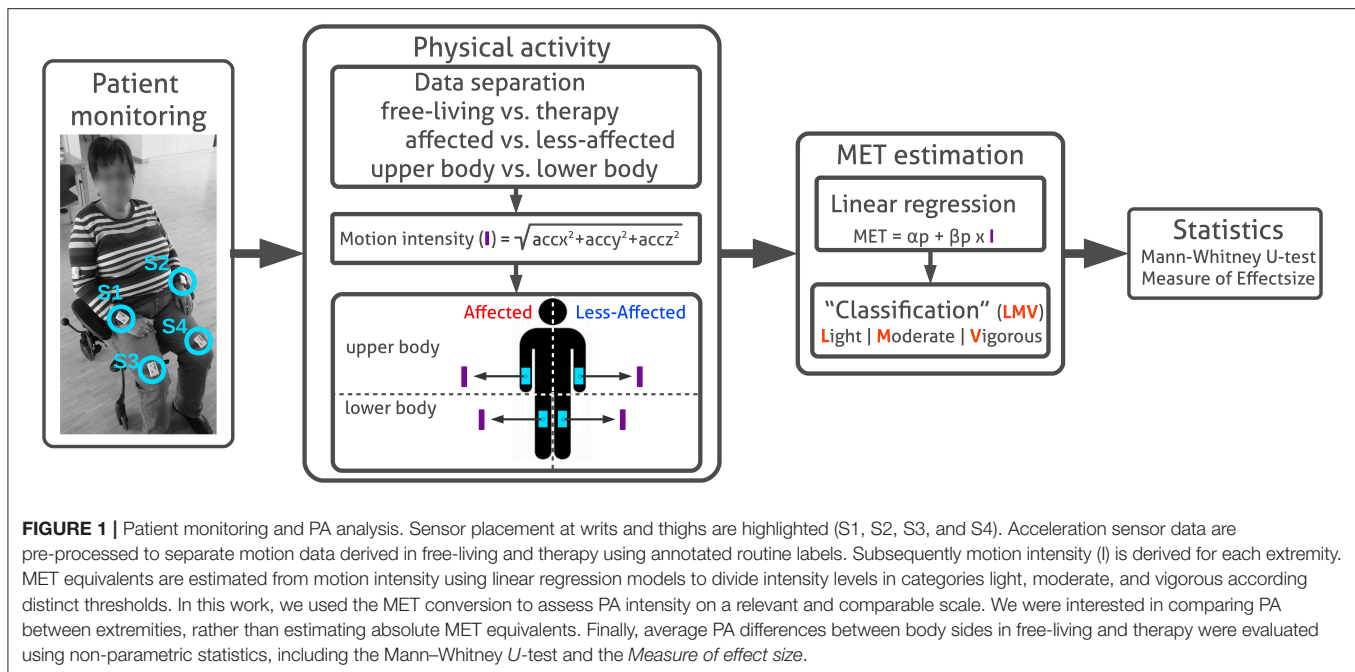 Patient
monitoring
S2
S1
S4
S3
Physical activity
Data separation
free-living vs. therapy
affected vs. less-affected
upper body vs. lower body
Motion intensity (I) = √accx²+accy²+accz²
Affected Less-Affected
upper body
lower body
MET estimation
Linear regression
MET = αp + βp x I
“Classification” (LMV)
Light | Moderate | Vigorous
Statistics
Mann-Whitney U-test
Measure of Effectsize
FIGURE 1 | Patient monitoring and PA analysis. Sensor placement at writs and thighs are highlighted (S1, S2, S3, and S4). Acceleration sensor data are
pre-processed to separate motion data derived in free-living and therapy using annotated routine labels. Subsequently motion intensity (I) is derived for each extremity.
MET equivalents are estimated from motion intensity using linear regression models to divide intensity levels in categories light, moderate, and vigorous according
distinct thresholds. In this work, we used the MET conversion to assess PA intensity on a relevant and comparable scale. We were interested in comparing PA
between extremities, rather than estimating absolute MET equivalents. Finally, average PA differences between body sides in free-living and therapy were evaluated
using non-parametric statistics, including the Mann–Whitney U-test and the Measure of effect size.